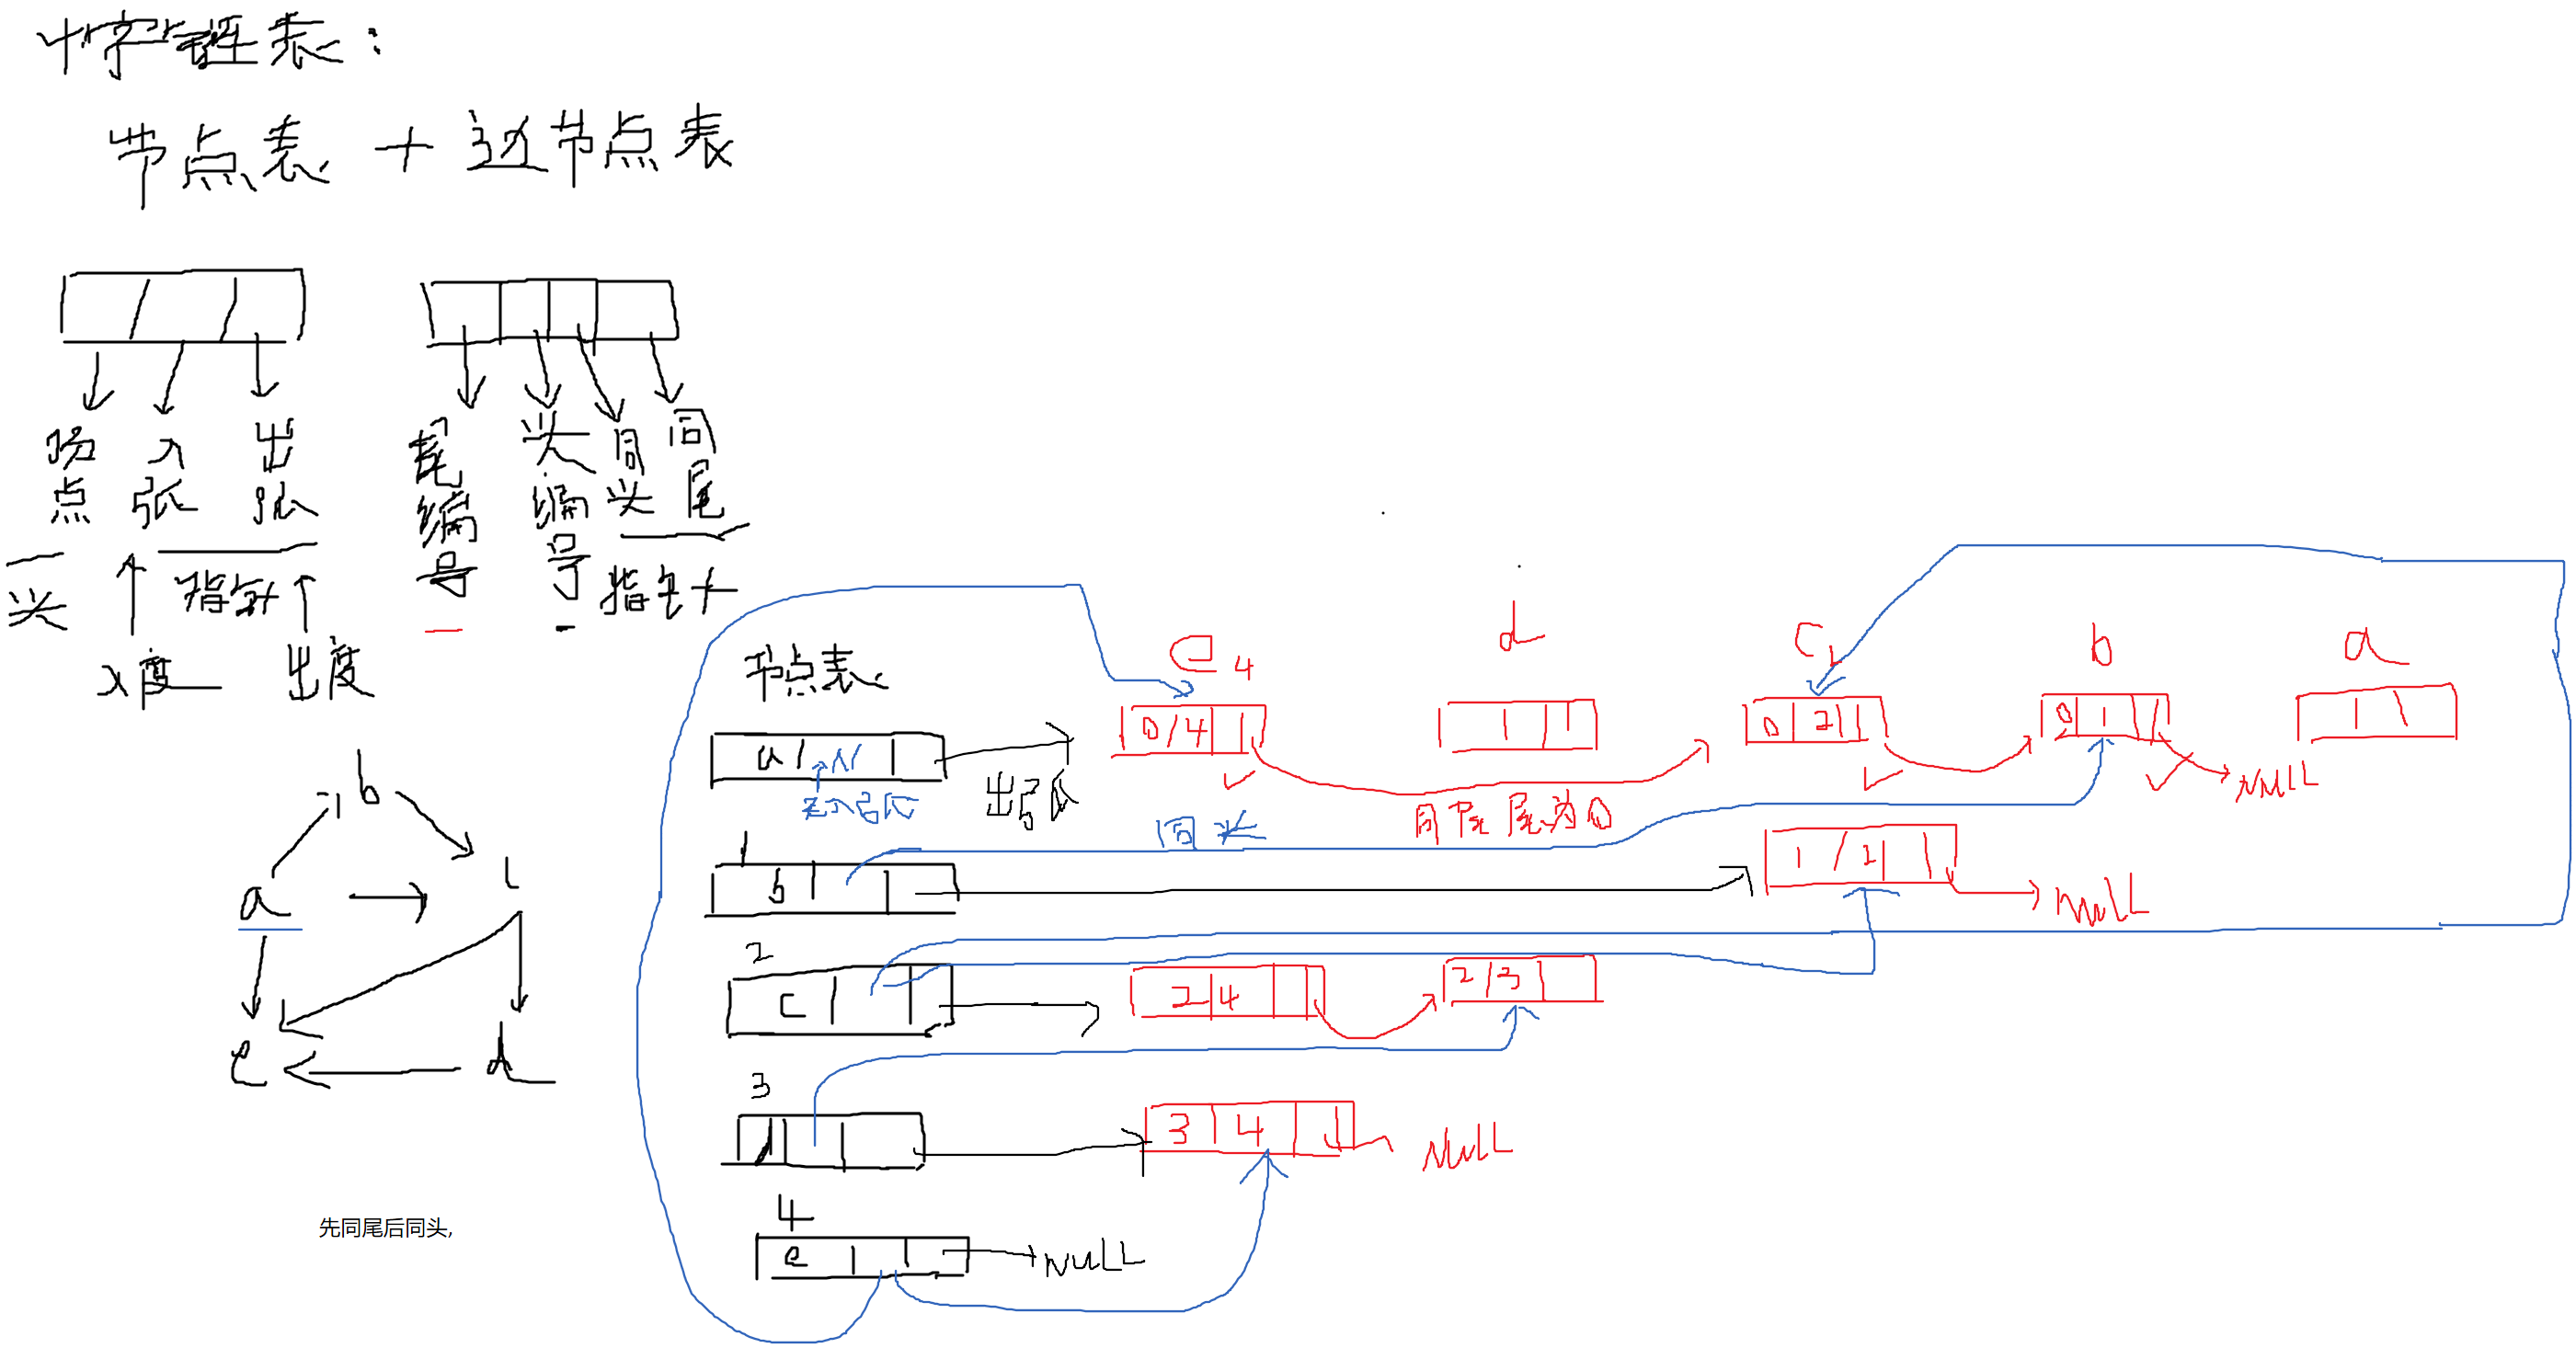 十字链表:
节点表 + 边节点表
顶点 入弧 出弧
尾编号 头编号 同头 同尾
头 指针 指针
入度 出度
节点表
e 4 d c 2 b a
a N 出弧 0 4 0 2 0 1 NULL
无入弧
同头 同尾 尾为0
1
b 1 2 NULL
2
c 2 4 2 3
3
d 3 4 NULL
4
e NULL
b
a c
e d
先同尾后同头,